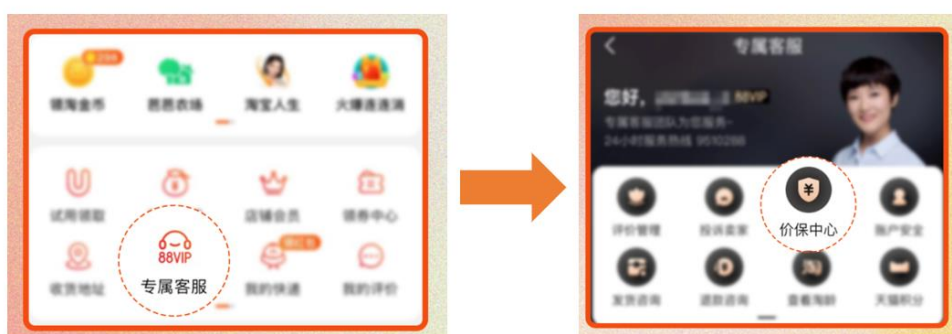 领淘金币 芭芭农场 淘宝人生 火爆连连消
试用领取 店铺会员 领券中心
88VIP
收货地址 专属客服 我的快递 我的评价
专属客服
您好， 88VIP
专属客服团队为您服务~
24小时服务热线 9510288
评价管理 投诉卖家 价保中心 账户安全
发货咨询 退款咨询 查看淘龄 天猫积分